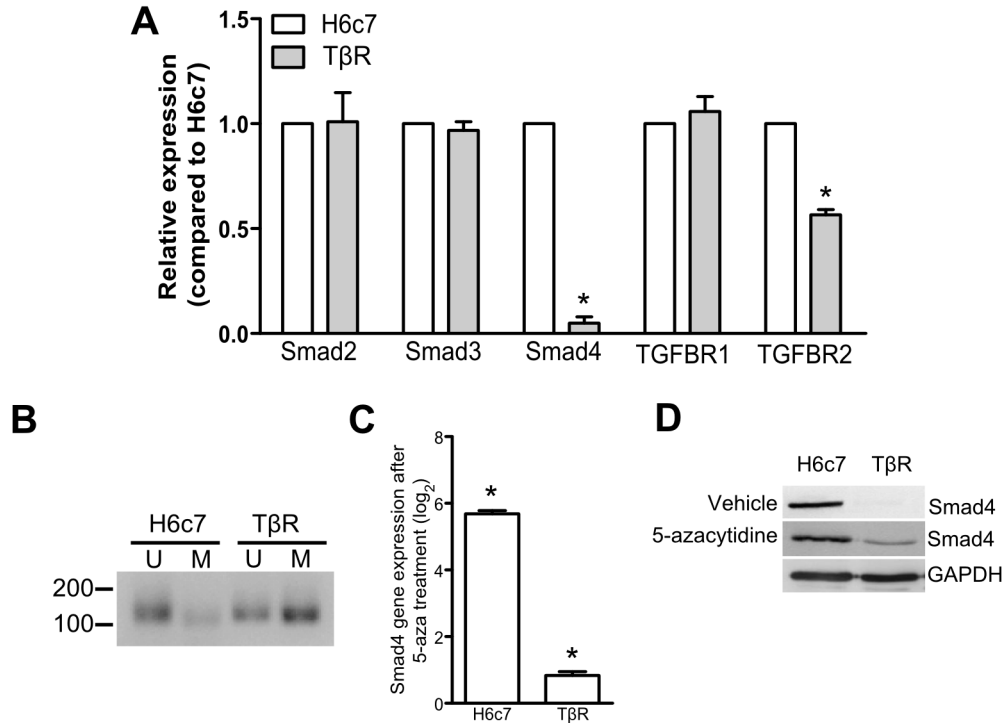 A
Relative expression
(compared to H6c7)
1.5
1.0
0.5
0.0
H6c7
TβR
*
*
Smad2 Smad3 Smad4 TGFBR1 TGFBR2
B
H6c7 TβR
U M U M
200
100
C
Smad4 gene expression after
5-aza treatment (log2)
8
6
4
2
0
*
*
H6c7 TβR
D
H6c7 TβR
Vehicle Smad4
5-azacytidine Smad4
GAPDH